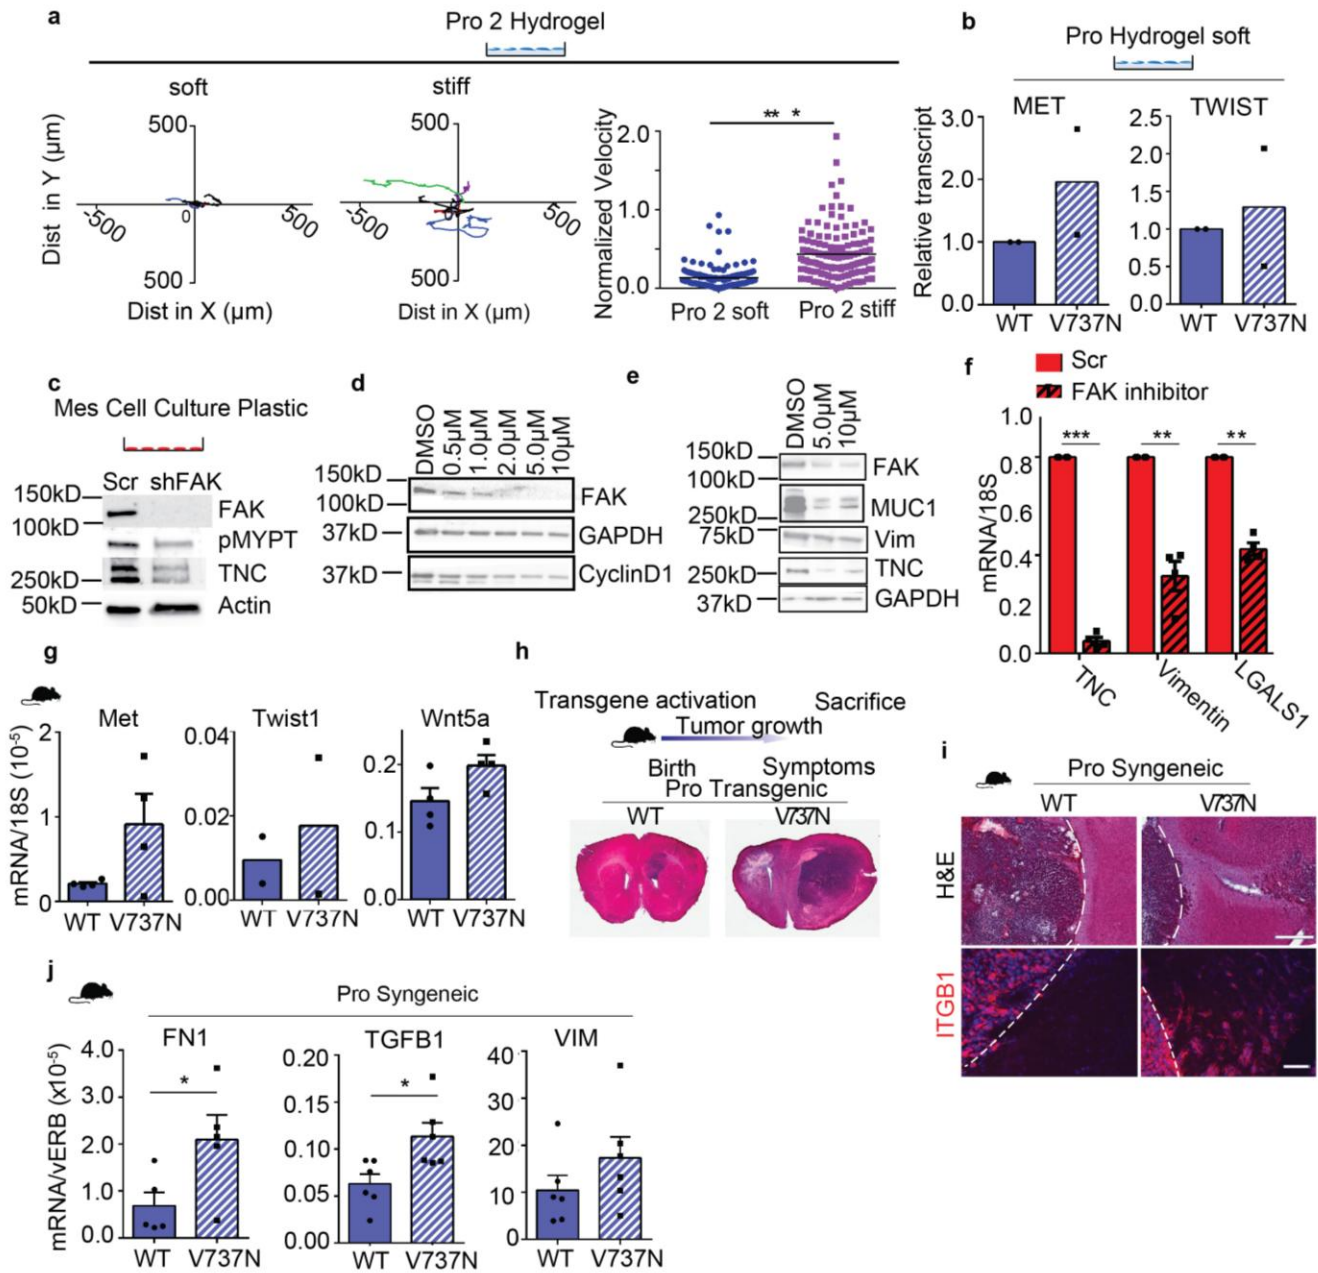 a
Pro 2 Hydrogel
soft
stiff
500
500
-500
0
500
-500
500
500
500
Dist in Y (µm)
Dist in X (µm)
Dist in X (µm)
Normalized Velocity
2.0
1.0
0.0
** *
Pro 2 soft
Pro 2 stiff
b
Pro Hydrogel soft
MET
TWIST
Relative transcript
3.0
2.0
1.0
0.0
WT
V737N
2.5
2.0
1.5
1.0
0.5
0.0
WT
V737N
c
Mes Cell Culture Plastic
Scr
shFAK
150kD
100kD
250kD
50kD
FAK
pMYPT
TNC
Actin
d
DMSO
0.5µM
1.0µM
2.0µM
5.0µM
10µM
150kD
100kD
37kD
37kD
FAK
GAPDH
CyclinD1
e
DMSO
5.0µM
10µM
150kD
100kD
250kD
75kD
250kD
37kD
FAK
MUC1
Vim
TNC
GAPDH
f
Scr
FAK inhibitor
mRNA/18S
1.0
0.8
0.6
0.4
0.2
0.0
***
**
**
TNC
Vimentin
LGALS1
g
mRNA/18S (10⁻⁵)
Met
2
1
0
WT
V737N
Twist1
0.04
0.02
0.00
WT
V737N
Wnt5a
0.2
0.1
0.0
WT
V737N
h
Transgene activation
Sacrifice
Tumor growth
Birth
Symptoms
Pro Transgenic
WT
V737N
i
Pro Syngeneic
WT
V737N
H&E
ITGB1
j
Pro Syngeneic
mRNA/vERB (x10⁻⁵)
FN1
4.0
3.0
2.0
1.0
0.0
*
WT
V737N
TGFB1
0.20
0.15
0.10
0.05
0.00
*
WT
V737N
VIM
40
30
20
10
0
WT
V737N